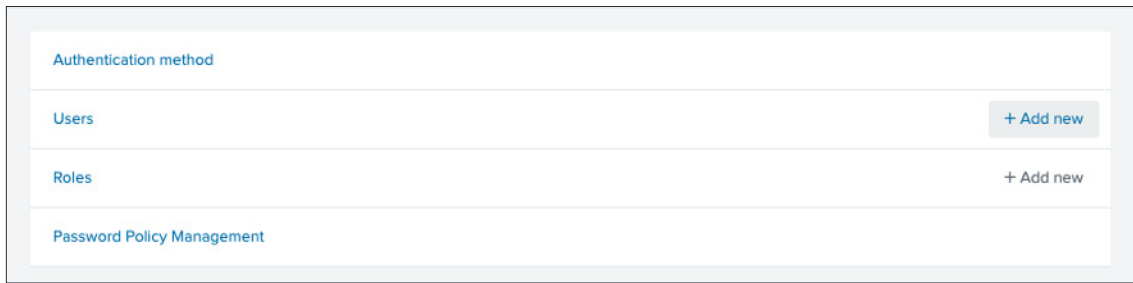 Authentication method
Users + Add new
Roles + Add new
Password Policy Management